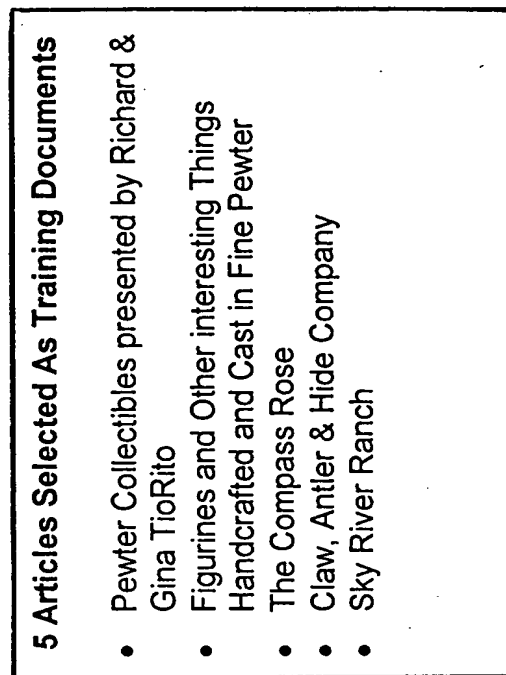 5 Articles Selected As Training Documents
• Pewter Collectibles presented by Richard &
Gina TioRito
• Figurines and Other interesting Things
Handcrafted and Cast in Fine Pewter
• The Compass Rose
• Claw, Antler & Hide Company
• Sky River Ranch